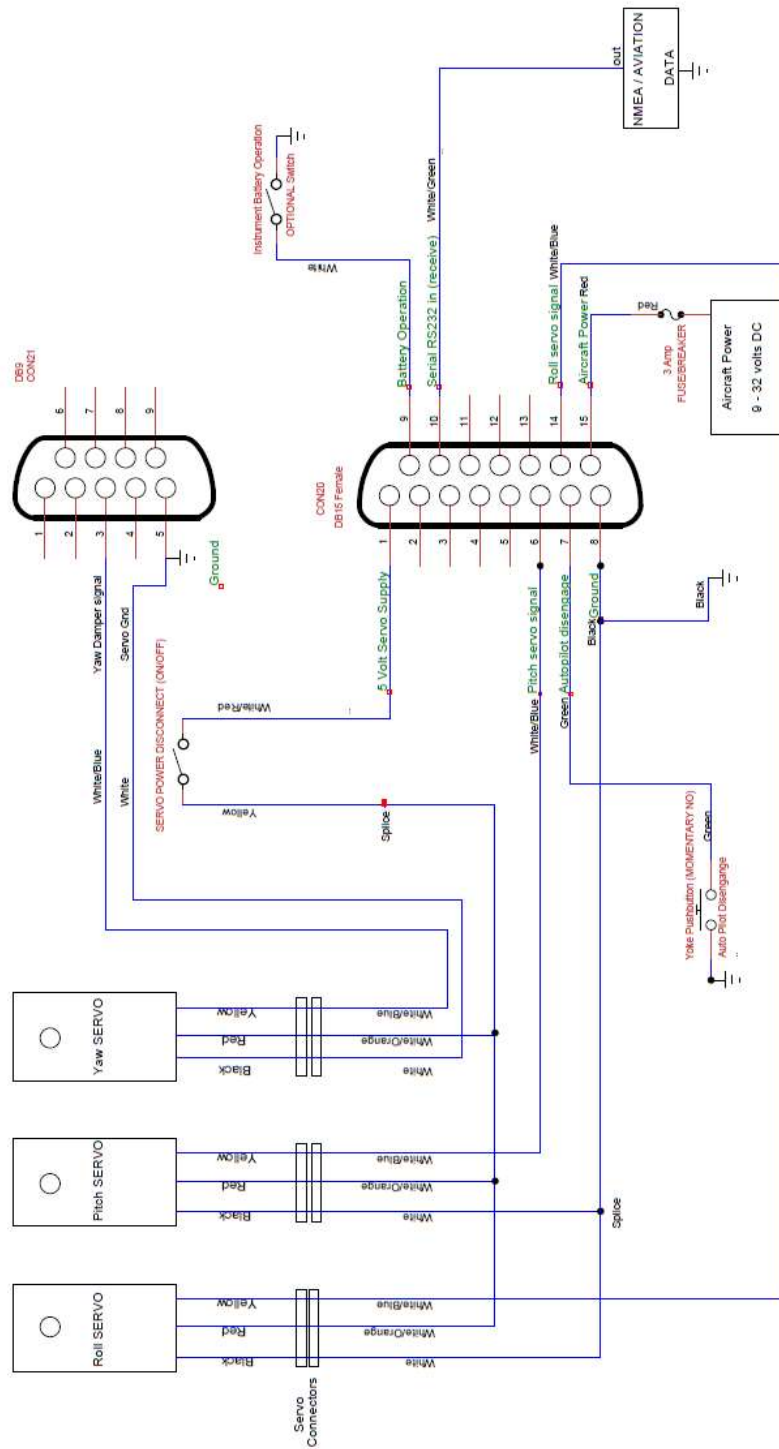 DB9
CON21
1
2
3
4
5
6
7
8
9
Yaw Damper signal
Servo Gnd
Ground
White/Blue
White
SERVO POWER DISCONNECT (ON/OFF)
White/Red
Yellow
Splice
Instrument Battery Operation
OPTIONAL Switch
White
CON20
DB15 Female
1
2
3
4
5
6
7
8
9
10
11
12
13
14
15
5 Volt Servo Supply
Pitch servo signal
White/Blue
Autopilot disengage
Green
Ground
Black
Black
Battery Operation
Serial RS232 in (receive)
White/Green
Roll servo signal
White/Blue
Aircraft Power
Red
Red
3 Amp
FUSE/BREAKER
Aircraft Power
9 - 32 volts DC
out
NMEA / AVIATION
DATA
Yoke Pushbutton (MOMENTARY NO)
Auto Pilot Disengange
Green
Yaw SERVO
Yellow
Red
Black
White/Blue
White/Orange
White
Pitch SERVO
Yellow
Red
Black
White/Blue
White/Orange
White
Roll SERVO
Yellow
Red
Black
White/Blue
White/Orange
White
Servo
Connectors
Splice